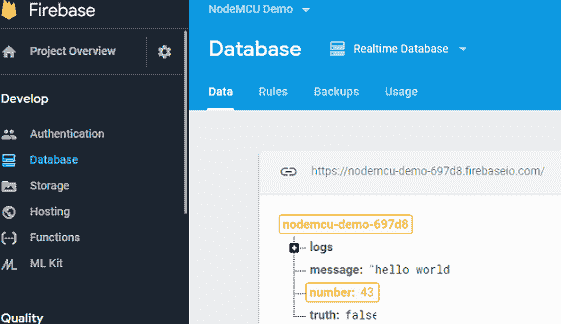 Firebase
Project Overview
Develop
Authentication
Database
Storage
Hosting
Functions
ML Kit
Quality
NodeMCU Demo
Database
Realtime Database
Data Rules Backups Usage
https://nodemcu-demo-697d8.firebaseio.com/
nodemcu-demo-697d8
logs
message: "hello world
number: 43
truth: false